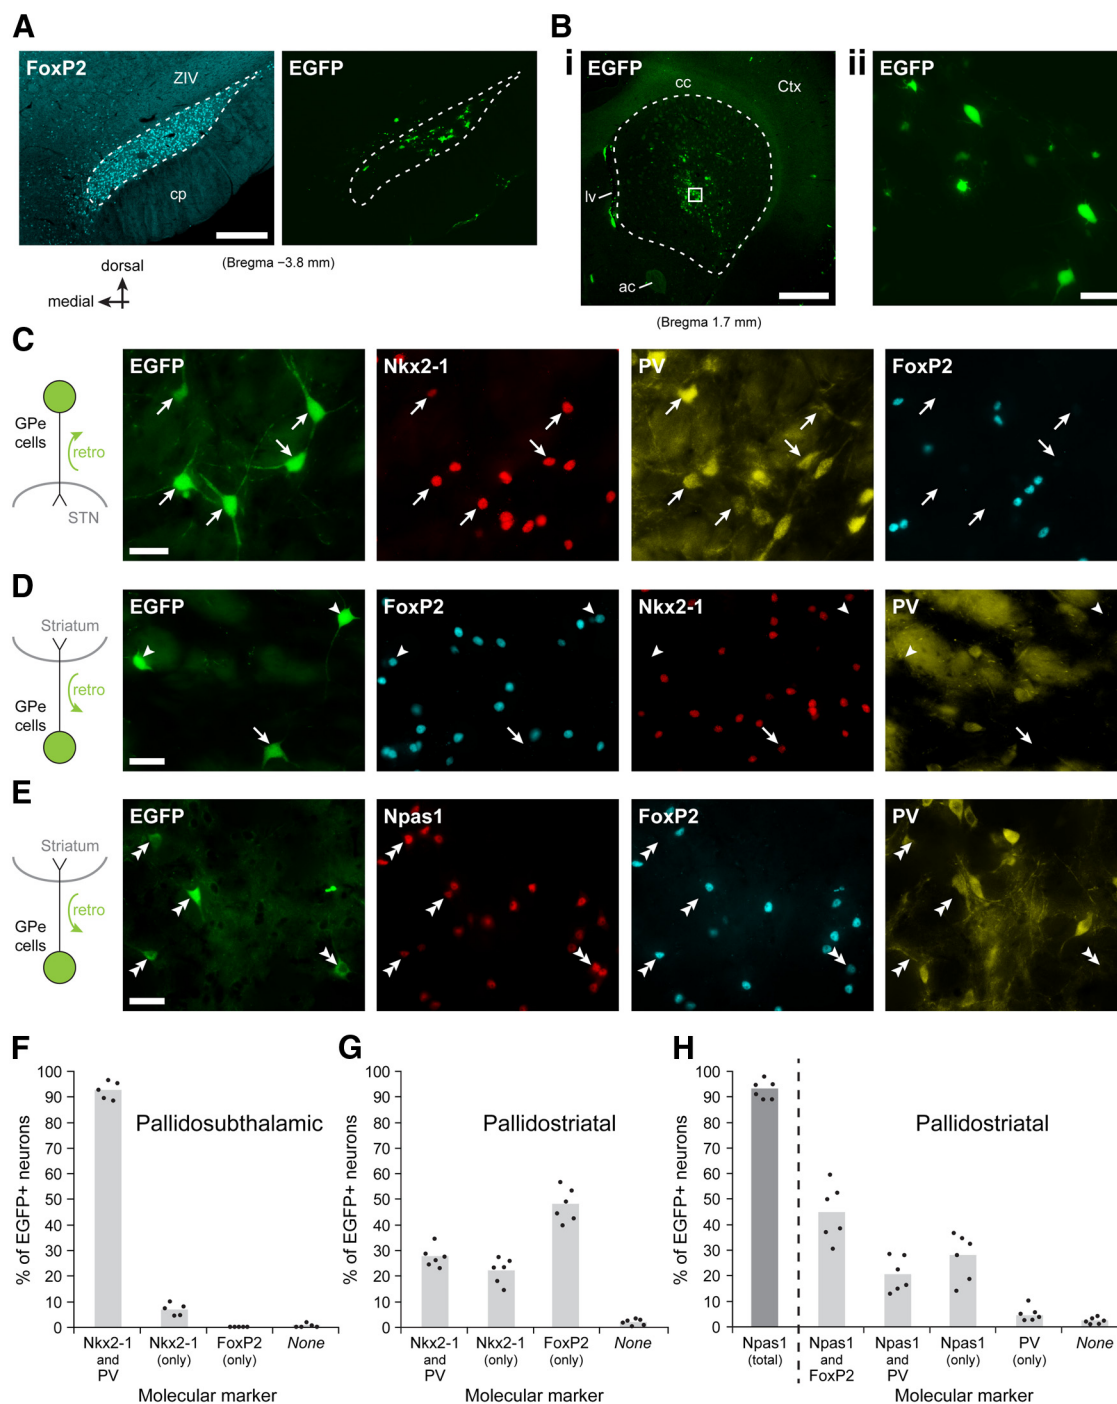 A
FoxP2
ZIV
cp
EGFP
(Bregma −3.8 mm)
dorsal
medial
B
i
EGFP
cc
Ctx
lv
ac
(Bregma 1.7 mm)
ii
EGFP
C
GPe
cells
retro
STN
EGFP
Nkx2-1
PV
FoxP2
D
Striatum
retro
GPe
cells
EGFP
FoxP2
Nkx2-1
PV
E
Striatum
retro
GPe
cells
EGFP
Npas1
FoxP2
PV
F
% of EGFP+ neurons
100
90
80
70
60
50
40
30
20
10
0
Pallidosubthalamic
Nkx2-1
and
PV
Nkx2-1
(only)
FoxP2
(only)
None
Molecular marker
G
% of EGFP+ neurons
100
90
80
70
60
50
40
30
20
10
0
Pallidostriatal
Nkx2-1
and
PV
Nkx2-1
(only)
FoxP2
(only)
None
Molecular marker
H
% of EGFP+ neurons
100
90
80
70
60
50
40
30
20
10
0
Pallidostriatal
Npas1
(total)
Npas1
and
FoxP2
Npas1
and
PV
Npas1
(only)
PV
(only)
None
Molecular marker